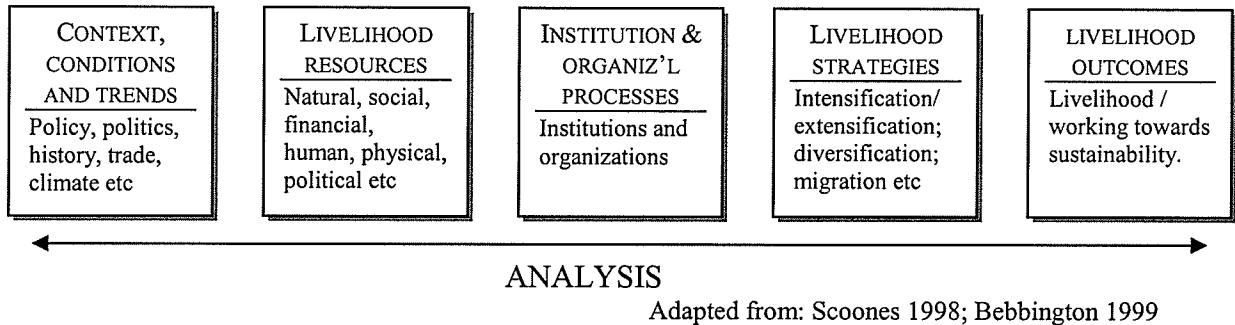 CONTEXT,
CONDITIONS
AND TRENDS
Policy, politics,
history, trade,
climate etc
LIVELIHOOD
RESOURCES
Natural, social,
financial,
human, physical,
political etc
INSTITUTION &
ORGANIZ'L
PROCESSES
Institutions and
organizations
LIVELIHOOD
STRATEGIES
Intensification/
extensification;
diversification;
migration etc
LIVELIHOOD
OUTCOMES
Livelihood /
working towards
sustainability.
ANALYSIS
Adapted from: Scoones 1998; Bebbington 1999